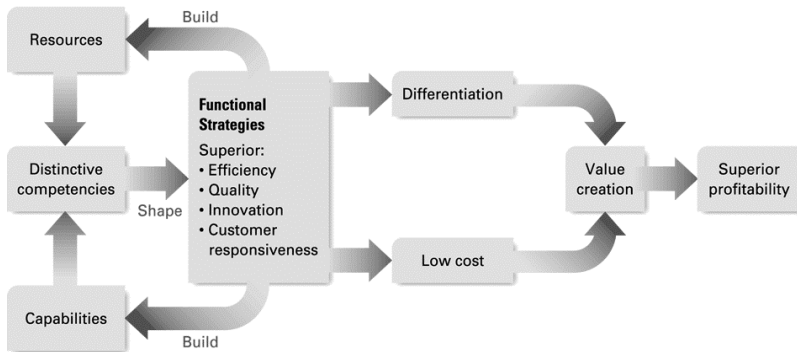 Build
Resources
Functional
Strategies
Superior:
• Efficiency
• Quality
• Innovation
• Customer
responsiveness
Differentiation
Distinctive
competencies
Shape
Value
creation
Superior
profitability
Low cost
Capabilities
Build